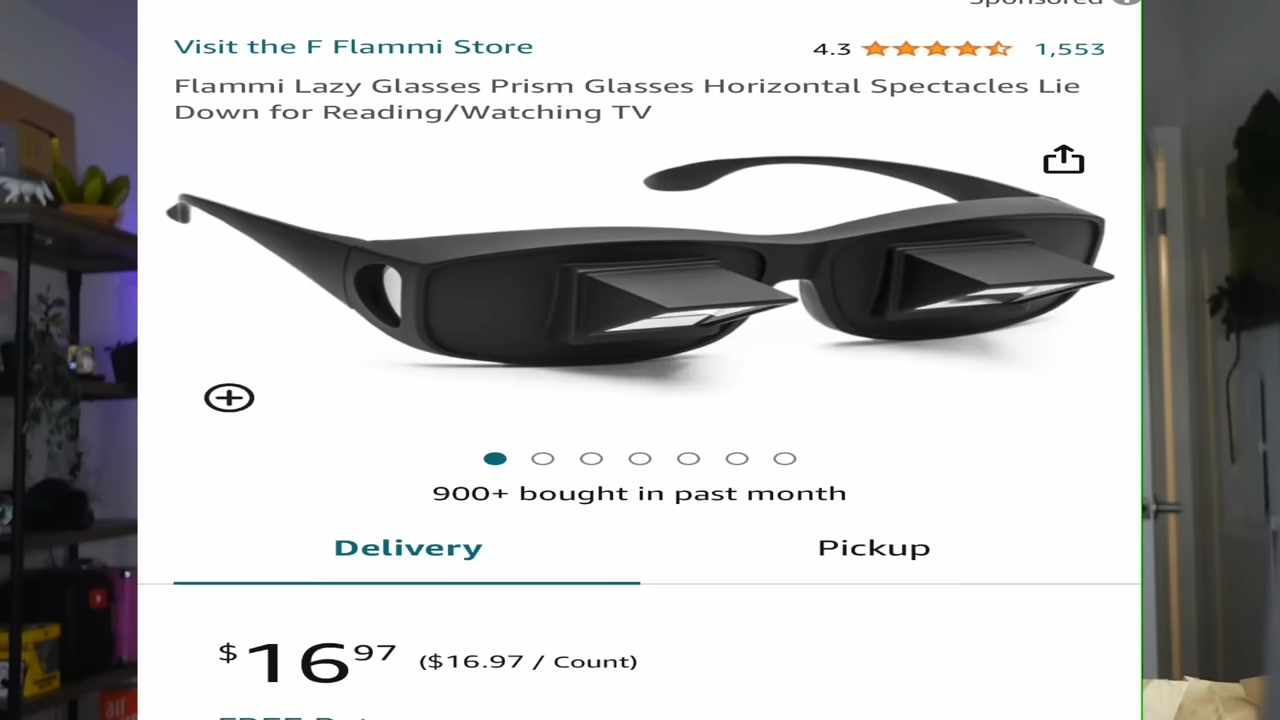 Sponsored
Visit the F Flammi Store
4.3
1,553
Flammi Lazy Glasses Prism Glasses Horizontal Spectacles Lie
Down for Reading/Watching TV
900+ bought in past month
Delivery
Pickup
$16 97 ($16.97 / Count)